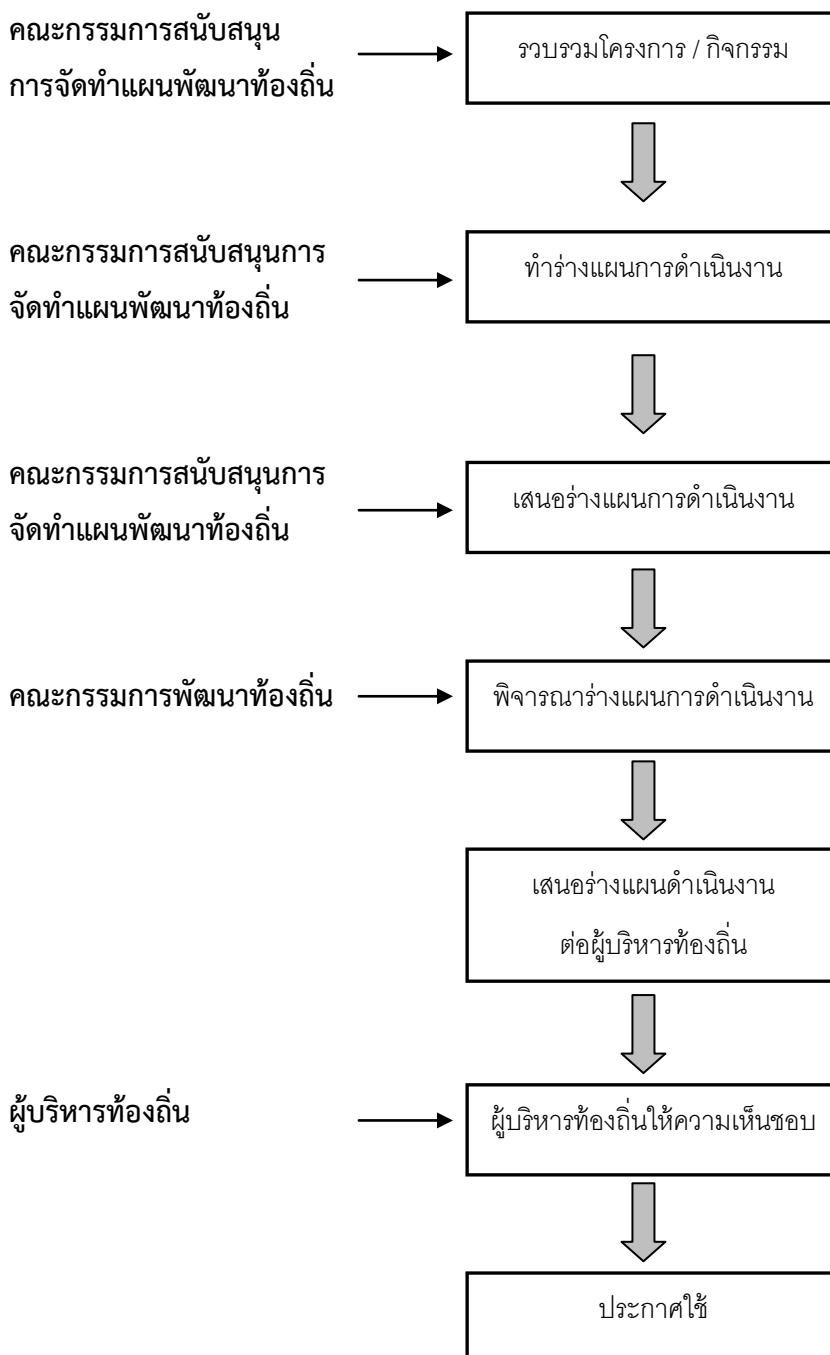 คณะกรรมการสนับสนุน
การจัดทำแผนพัฒนาท้องถิ่น
รวบรวมโครงการ / กิจกรรม
คณะกรรมการสนับสนุนการ
จัดทำแผนพัฒนาท้องถิ่น
ทำร่างแผนการดำเนินงาน
คณะกรรมการสนับสนุนการ
จัดทำแผนพัฒนาท้องถิ่น
เสนอร่างแผนการดำเนินงาน
คณะกรรมการพัฒนาท้องถิ่น
พิจารณาร่างแผนการดำเนินงาน
เสนอร่างแผนดำเนินงาน
ต่อผู้บริหารท้องถิ่น
ผู้บริหารท้องถิ่น
ผู้บริหารท้องถิ่นให้ความเห็นชอบ
ประกาศใช้